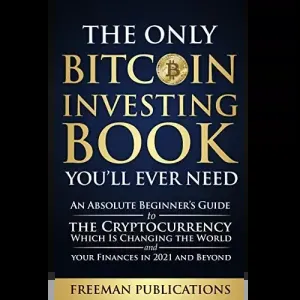 THE ONLY
BITCOIN
INVESTING
BOOK
YOU'LL EVER NEED
AN ABSOLUTE BEGINNER'S GUIDE
to
THE CRYPTOCURRENCY
WHICH IS CHANGING THE WORLD
and
YOUR FINANCES IN 2021 AND BEYOND
FREEMAN PUBLICATIONS